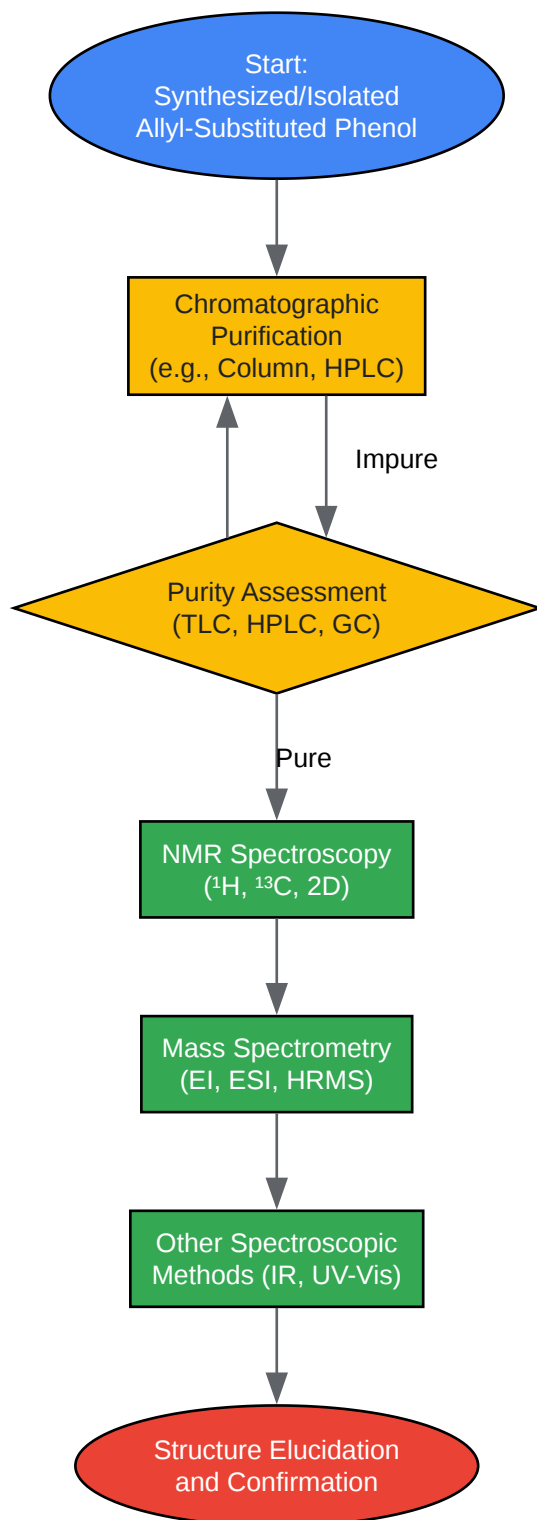 Start:
Synthesized/Isolated
Allyl-Substituted Phenol
Chromatographic
Purification
(e.g., Column, HPLC)
Impure
Purity Assessment
(TLC, HPLC, GC)
Pure
NMR Spectroscopy
(¹H, ¹³C, 2D)
Mass Spectrometry
(EI, ESI, HRMS)
Other Spectroscopic
Methods (IR, UV-Vis)
Structure Elucidation
and Confirmation